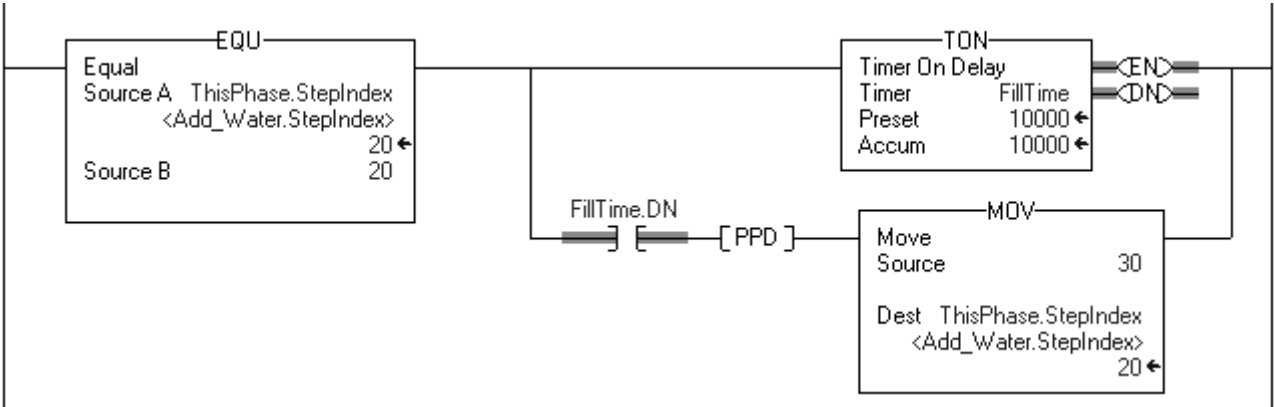 EQU
Equal
Source A ThisPhase.StepIndex
<Add_Water.StepIndex>
20
Source B 20
TON
Timer On Delay
Timer FillTime
Preset 10000
Accum 10000
EN
DN
FillTime.DN
PPD
MOV
Move
Source 30
Dest ThisPhase.StepIndex
<Add_Water.StepIndex>
20